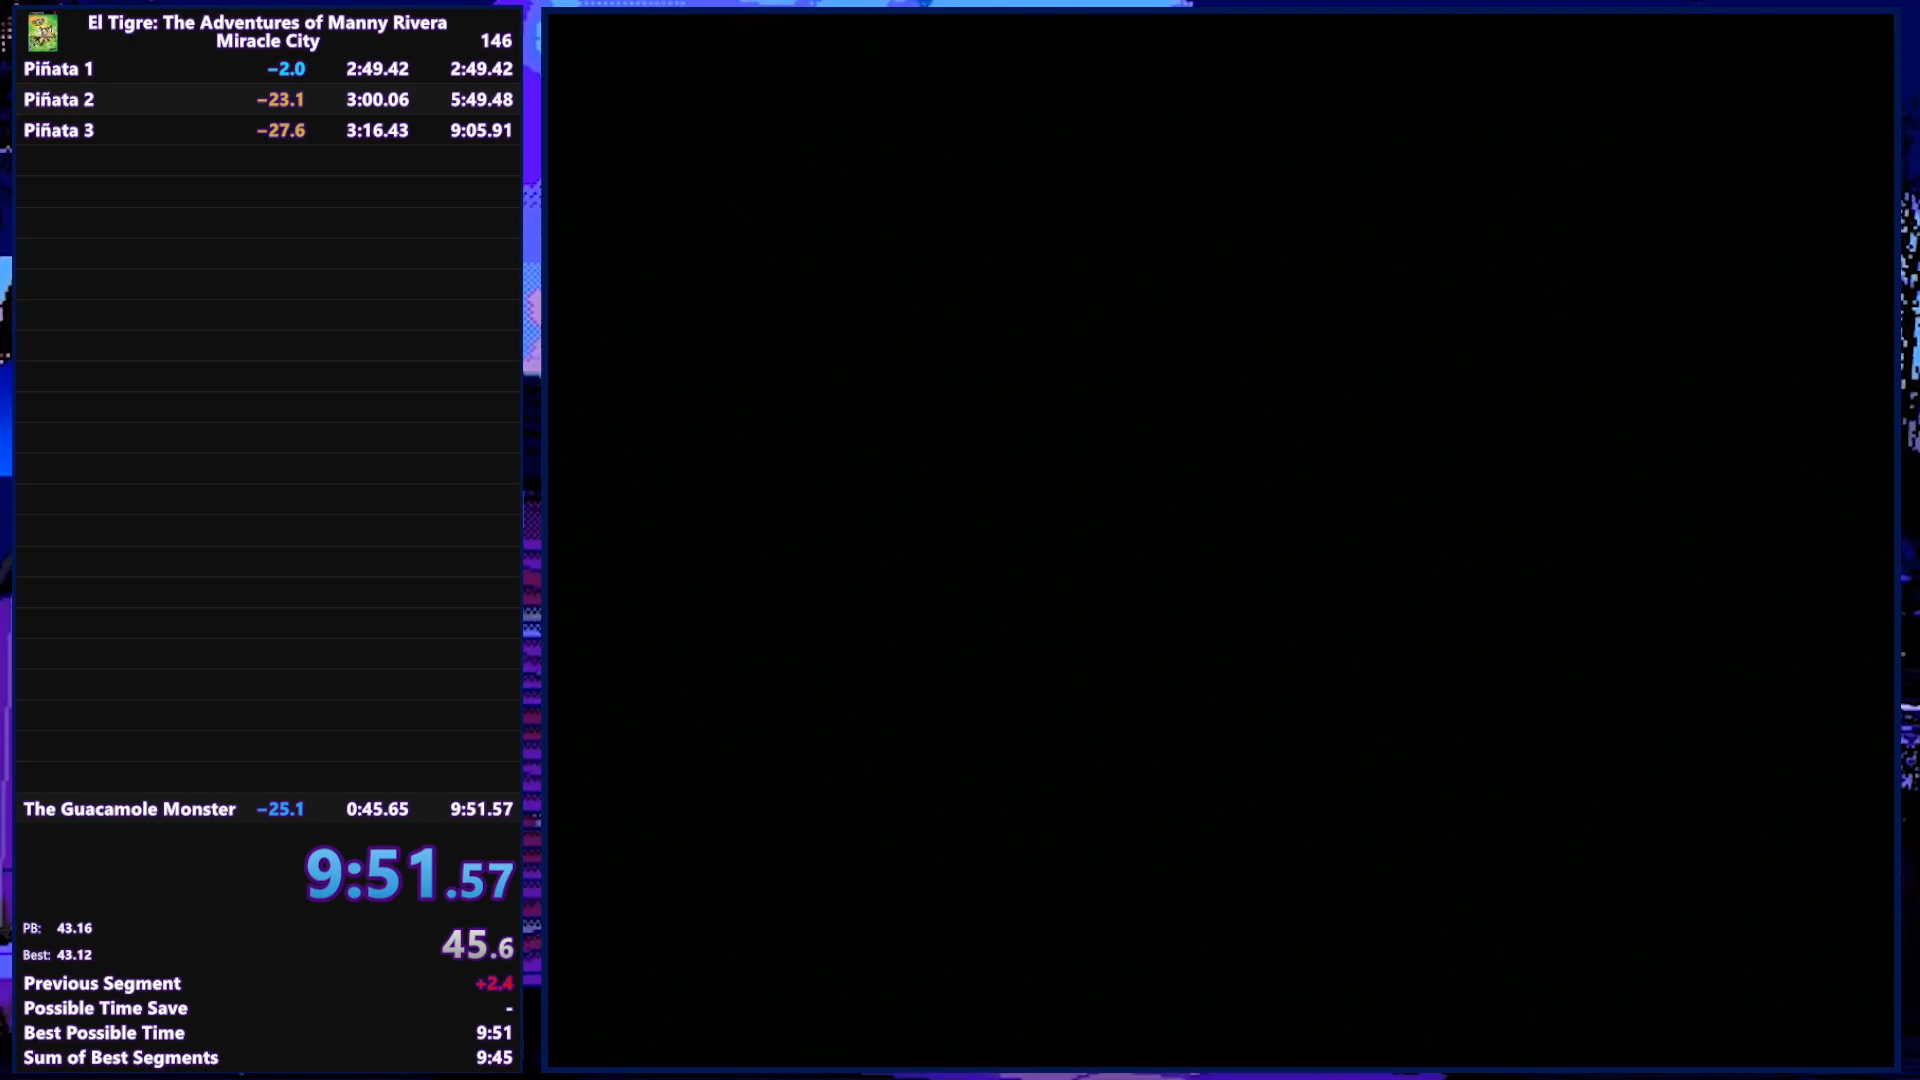 El Tigre: The Adventures of Manny Rivera
Miracle City 146
Piñata 1 −2.0 2:49.42 2:49.42
Piñata 2 −23.1 3:00.06 5:49.48
Piñata 3 −27.6 3:16.43 9:05.91
The Guacamole Monster −25.1 0:45.65 9:51.57
9:51.57
PB: 43.16
45.6
Best: 43.12
Previous Segment +2.4
Possible Time Save -
Best Possible Time 9:51
Sum of Best Segments 9:45